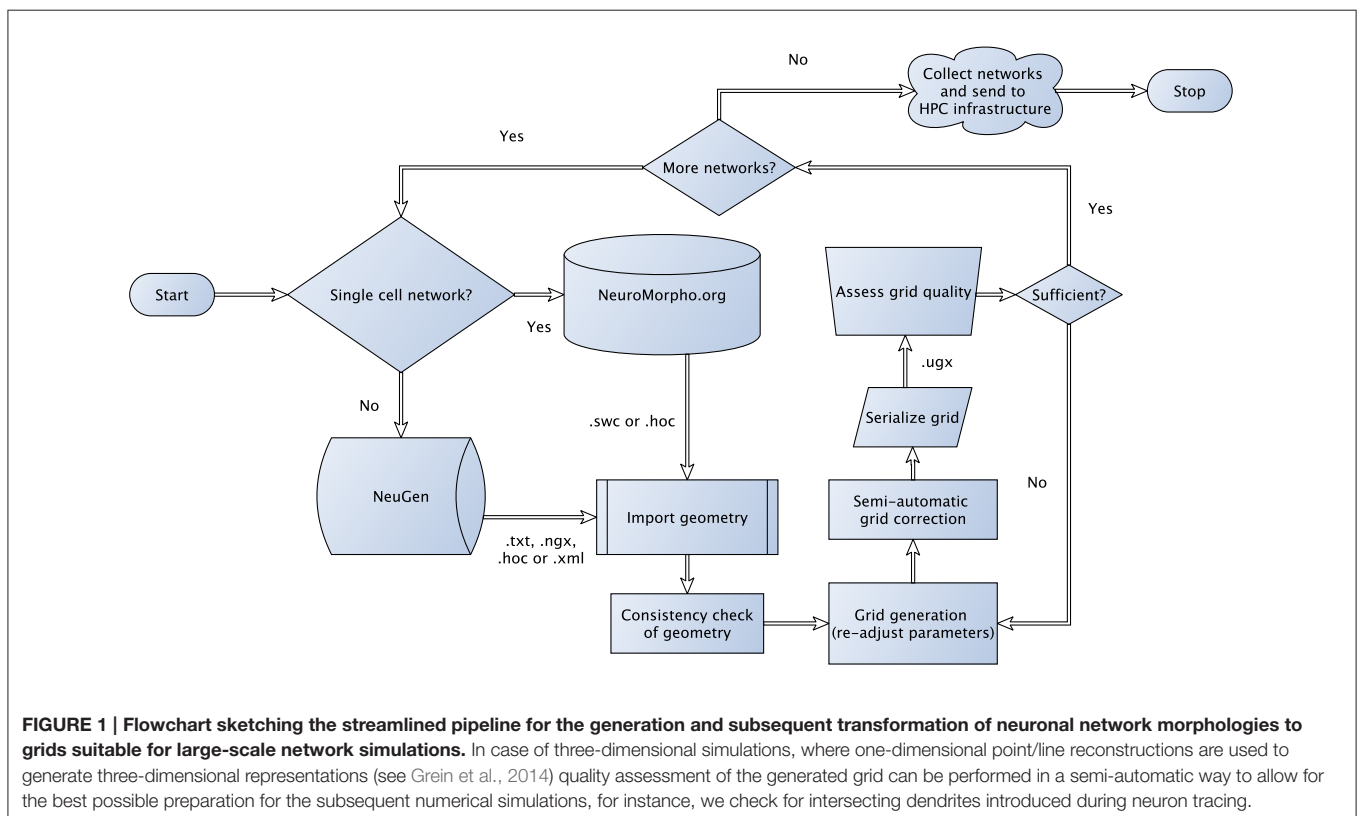 No
Collect networks
and send to
HPC infrastructure
Stop
Yes
More networks?
Yes
Start
Single cell network?
Yes
NeuroMorpho.org
Assess grid quality
Sufficient?
.ugx
No
.swc or .hoc
Serialize grid
NeuGen
.txt, .ngx,
.hoc or .xml
Import geometry
Semi-automatic
grid correction
No
Consistency check
of geometry
Grid generation
(re-adjust parameters)
FIGURE 1 | Flowchart sketching the streamlined pipeline for the generation and subsequent transformation of neuronal network morphologies to
grids suitable for large-scale network simulations. In case of three-dimensional simulations, where one-dimensional point/line reconstructions are used to
generate three-dimensional representations (see Grein et al., 2014) quality assessment of the generated grid can be performed in a semi-automatic way to allow for
the best possible preparation for the subsequent numerical simulations, for instance, we check for intersecting dendrites introduced during neuron tracing.